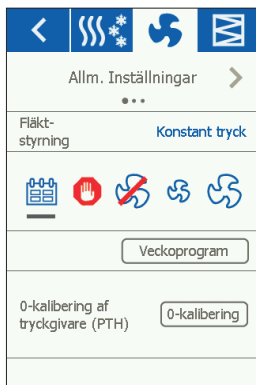 Allm. Inställningar
Fläkt-
styrning
Konstant tryck
Veckoprogram
0-kalibering af
tryckgivare (PTH)
0-kalibering